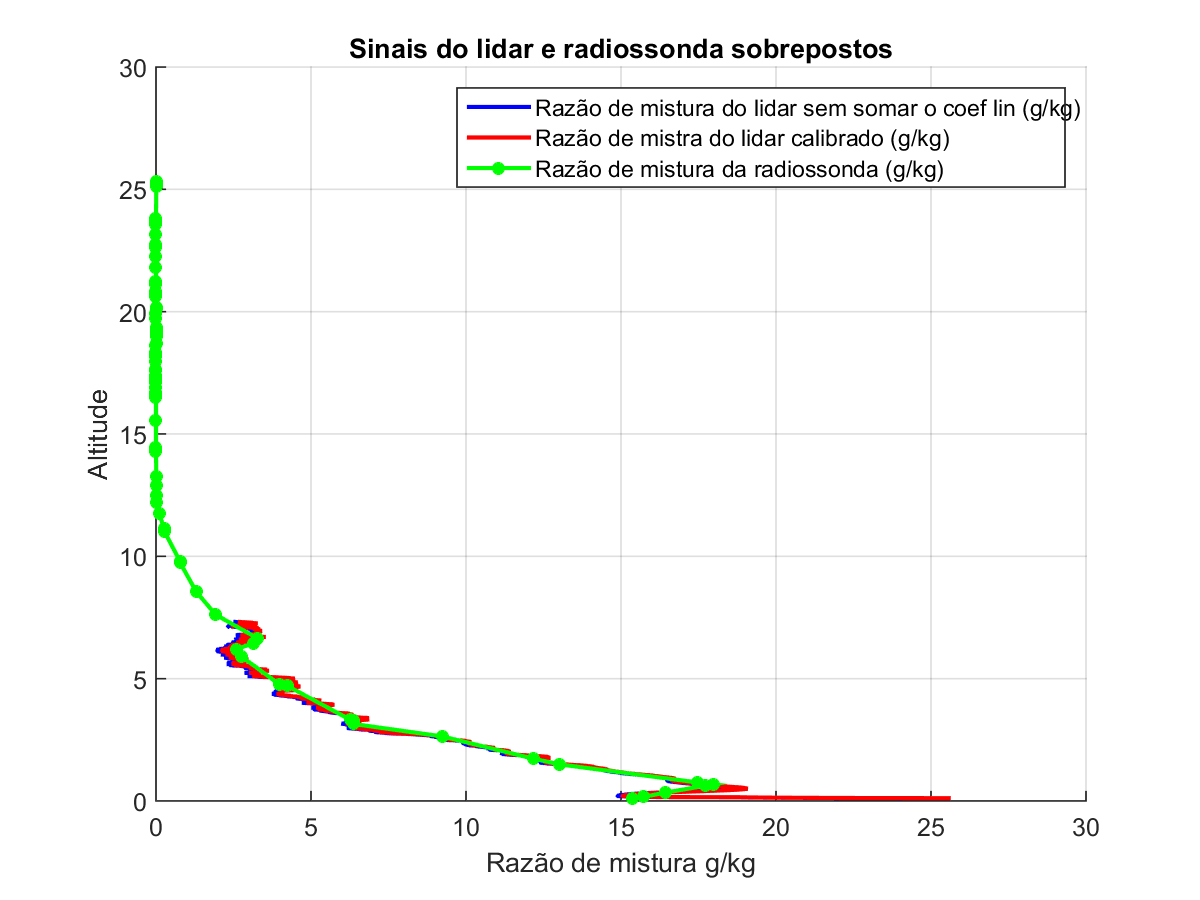 Sinais do lidar e radiossonda sobrepostos
30
Razão de mistura do lidar sem somar o coef lin (g/kg)
Razão de mistra do lidar calibrado (g/kg)
Razão de mistura da radiossonda (g/kg)
25
20
15
Altitude
10
5
0
0 5 10 15 20 25 30
Razão de mistura g/kg